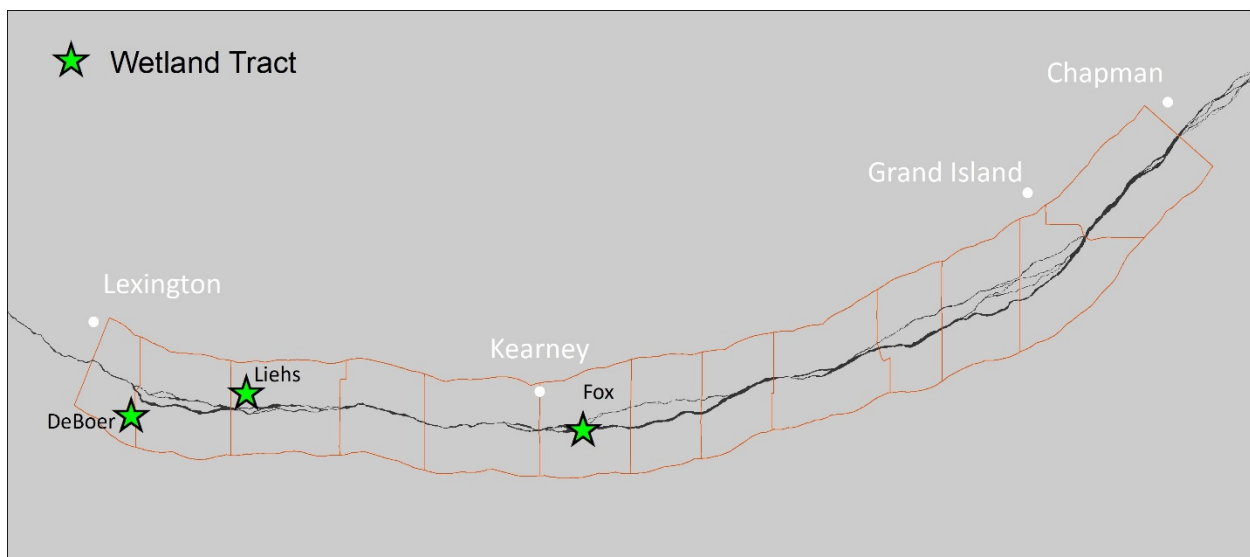 Wetland Tract
Chapman
Grand Island
Lexington
Kearney
Liehs
Fox
DeBoer